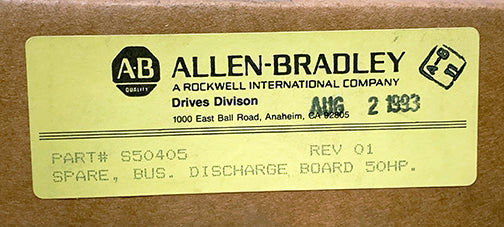 AB
QUALITY
ALLEN-BRADLEY
A ROCKWELL INTERNATIONAL COMPANY
Drives Divison
AUG 2 1993
1000 East Ball Road, Anaheim, CA 92805
PART# S50405 REV 01
SPARE, BUS. DISCHARGE BOARD 50HP.